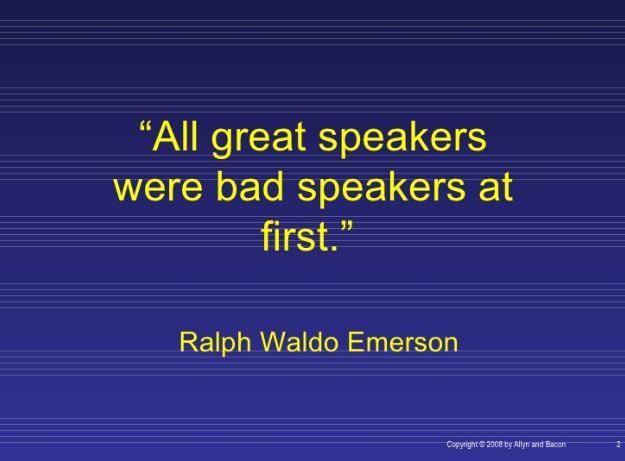 “All great speakers
were bad speakers at
first.”
Ralph Waldo Emerson
Copyright © 2008 by Allyn and Bacon
2